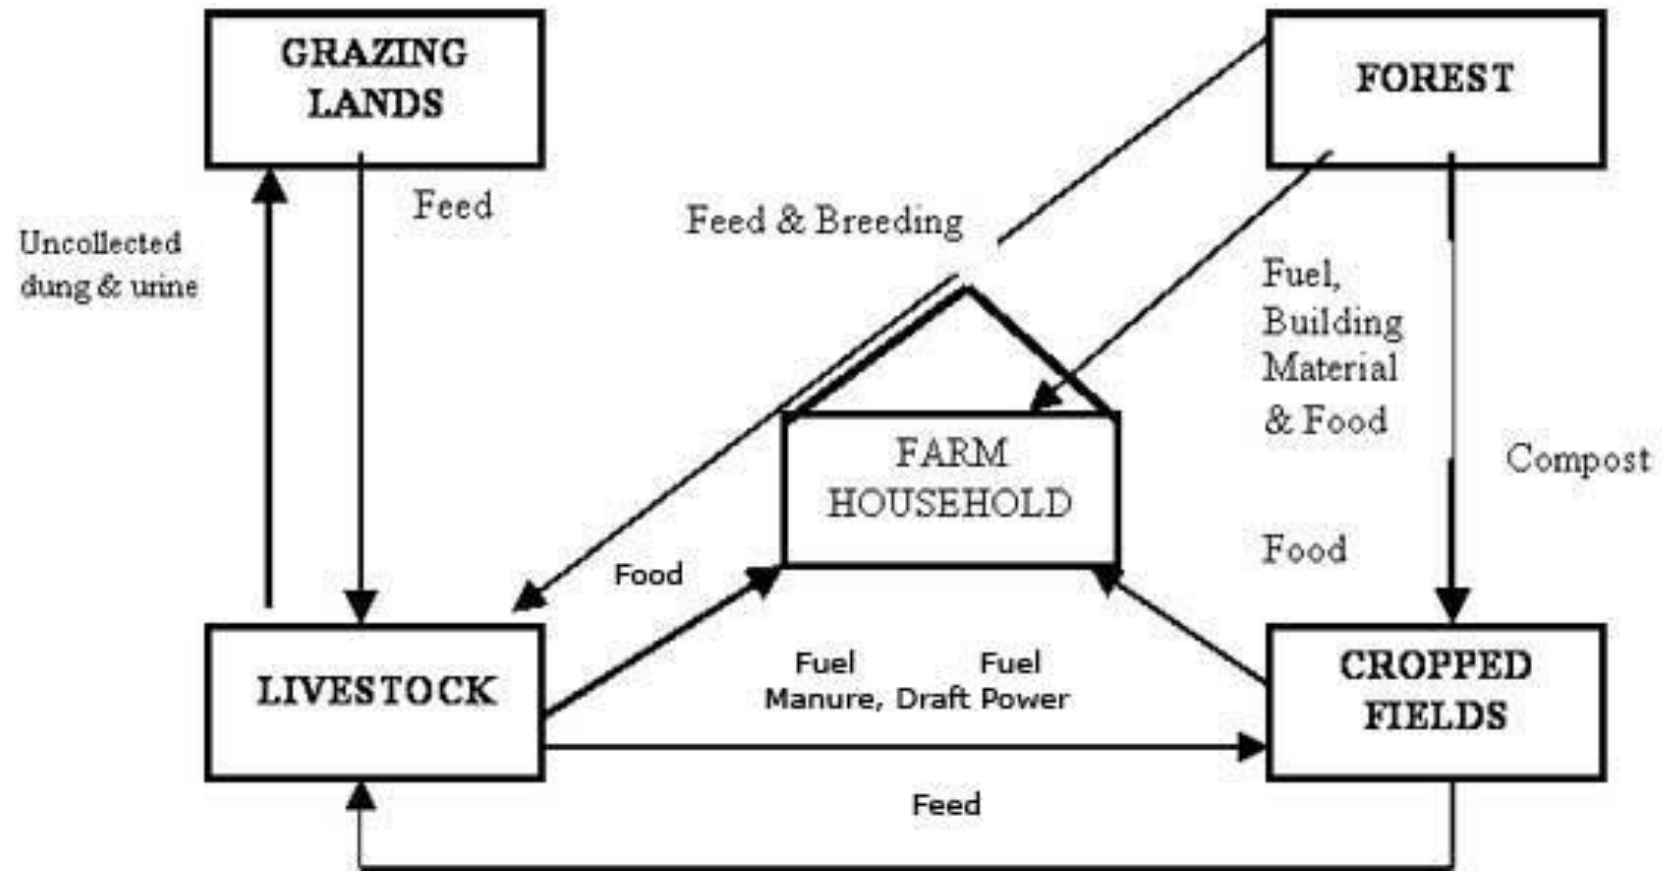 GRAZING
LANDS
FOREST
Feed
Feed & Breeding
Uncollected
dung & urine
Fuel,
Building
Material
& Food
FARM
HOUSEHOLD
Compost
Food
Food
Fuel Fuel
Manure, Draft Power
LIVESTOCK
CROPPED
FIELDS
Feed